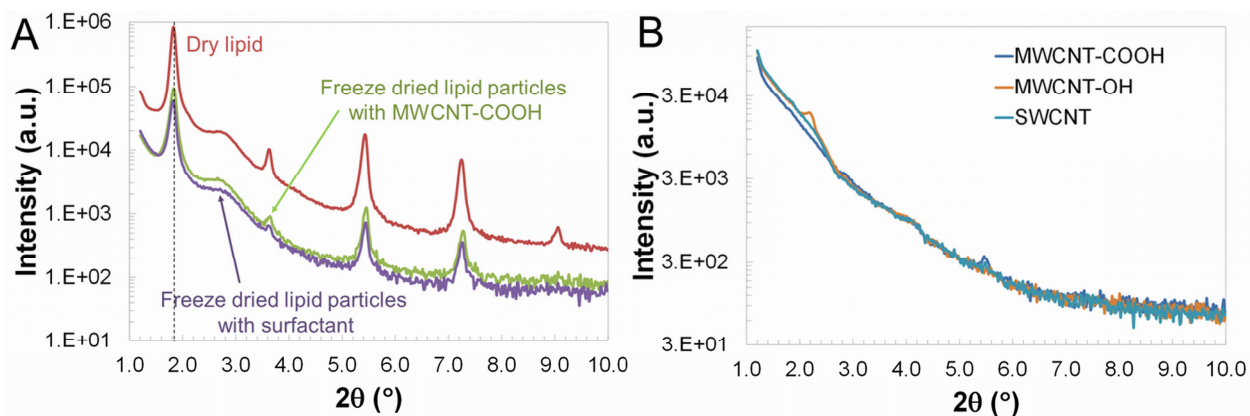 A
1.E+06
1.E+05
1.E+04
1.E+03
1.E+02
1.E+01
Intensity (a.u.)
Dry lipid
Freeze dried lipid particles
with MWCNT-COOH
Freeze dried lipid particles
with surfactant
1.0 2.0 3.0 4.0 5.0 6.0 7.0 8.0 9.0 10.0
2θ (°)
B
3.E+04
3.E+03
3.E+02
3.E+01
Intensity (a.u.)
MWCNT-COOH
MWCNT-OH
SWCNT
1.0 2.0 3.0 4.0 5.0 6.0 7.0 8.0 9.0 10.0
2θ (°)